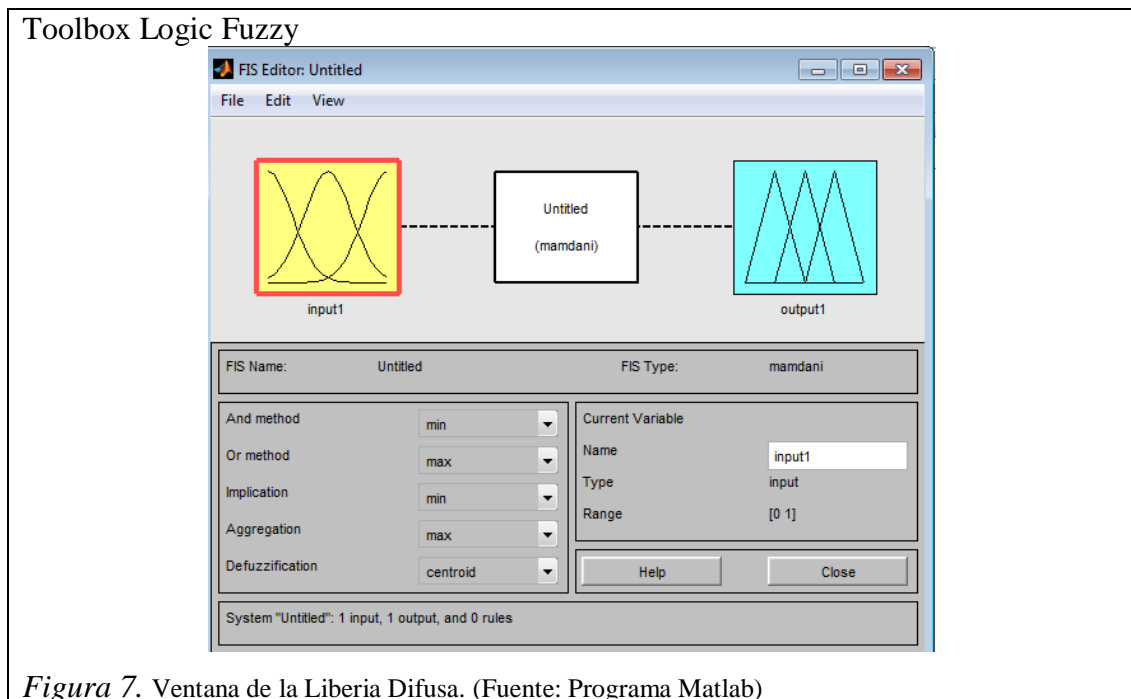 Toolbox Logic Fuzzy
FIS Editor: Untitled
File Edit View
Untitled
(mamdani)
input1
output1
FIS Name: Untitled FIS Type: mamdani
And method min
Or method max
Implication min
Aggregation max
Defuzzification centroid
Current Variable
Name input1
Type input
Range [0 1]
Help Close
System "Untitled": 1 input, 1 output, and 0 rules
Figura 7. Ventana de la Liberia Difusa. (Fuente: Programa Matlab)